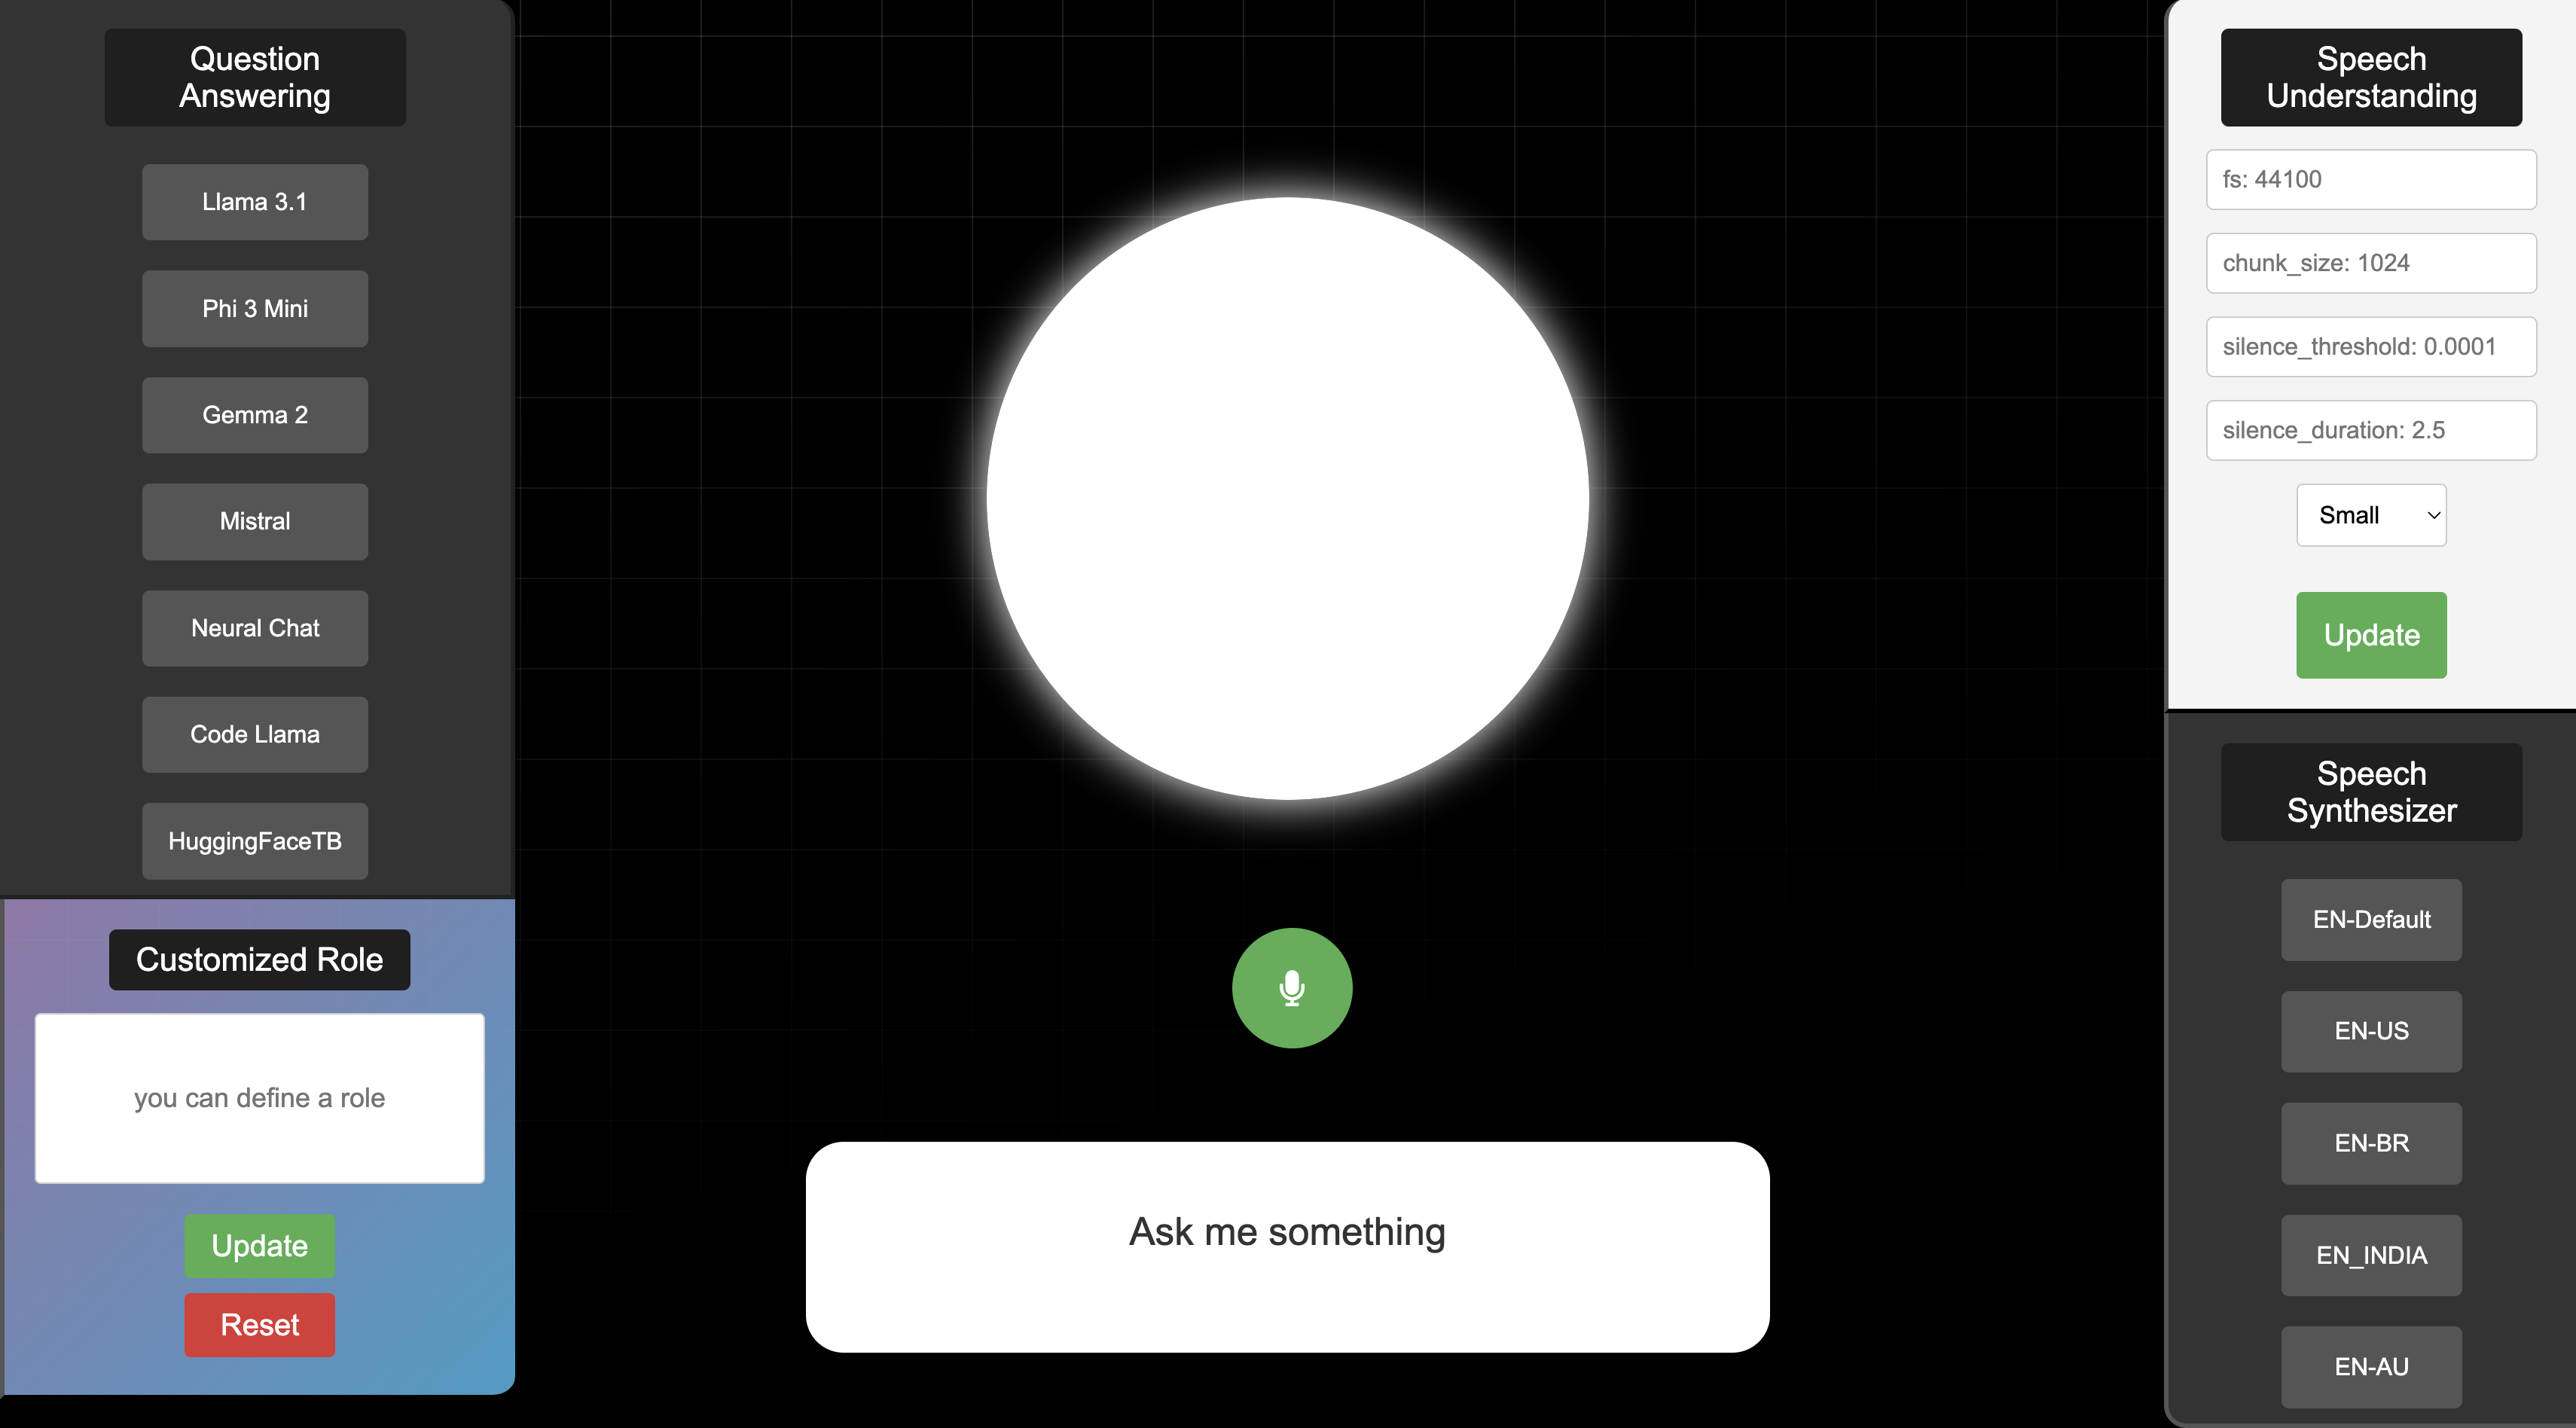 Question
Answering
Llama 3.1
Phi 3 Mini
Gemma 2
Mistral
Neural Chat
Code Llama
HuggingFaceTB
Customized Role
you can define a role
Update
Reset
Ask me something
Speech
Understanding
fs: 44100
chunk_size: 1024
silence_threshold: 0.0001
silence_duration: 2.5
Small
Update
Speech
Synthesizer
EN-Default
EN-US
EN-BR
EN_INDIA
EN-AU